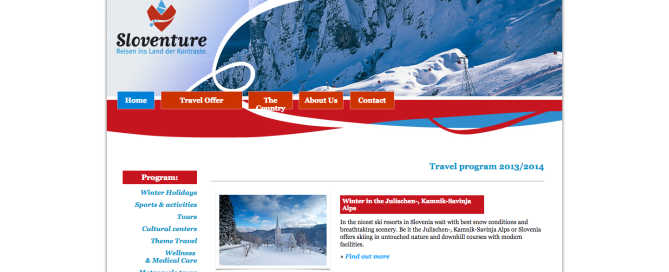 Sloventure
Reisen ins Land der Kontraste.
Home
Travel Offer
The
Country
About Us
Contact
Travel program 2013/2014
Program:
Winter Holidays
Sports & activities
Tours
Cultural centers
Theme Travel
Wellness
& Medical Care
Motorcycle tours
Winter in the Julischen-, Kamnik-Savinja
Alps
In the nicest ski resorts in Slovenia wait with best snow conditions and
breathtaking scenery. Be it the Julischen-, Kamnik-Savinja Alps or Slovenia
offers skiing in untouched nature and downhill courses with modern
facilities.
» Find out more